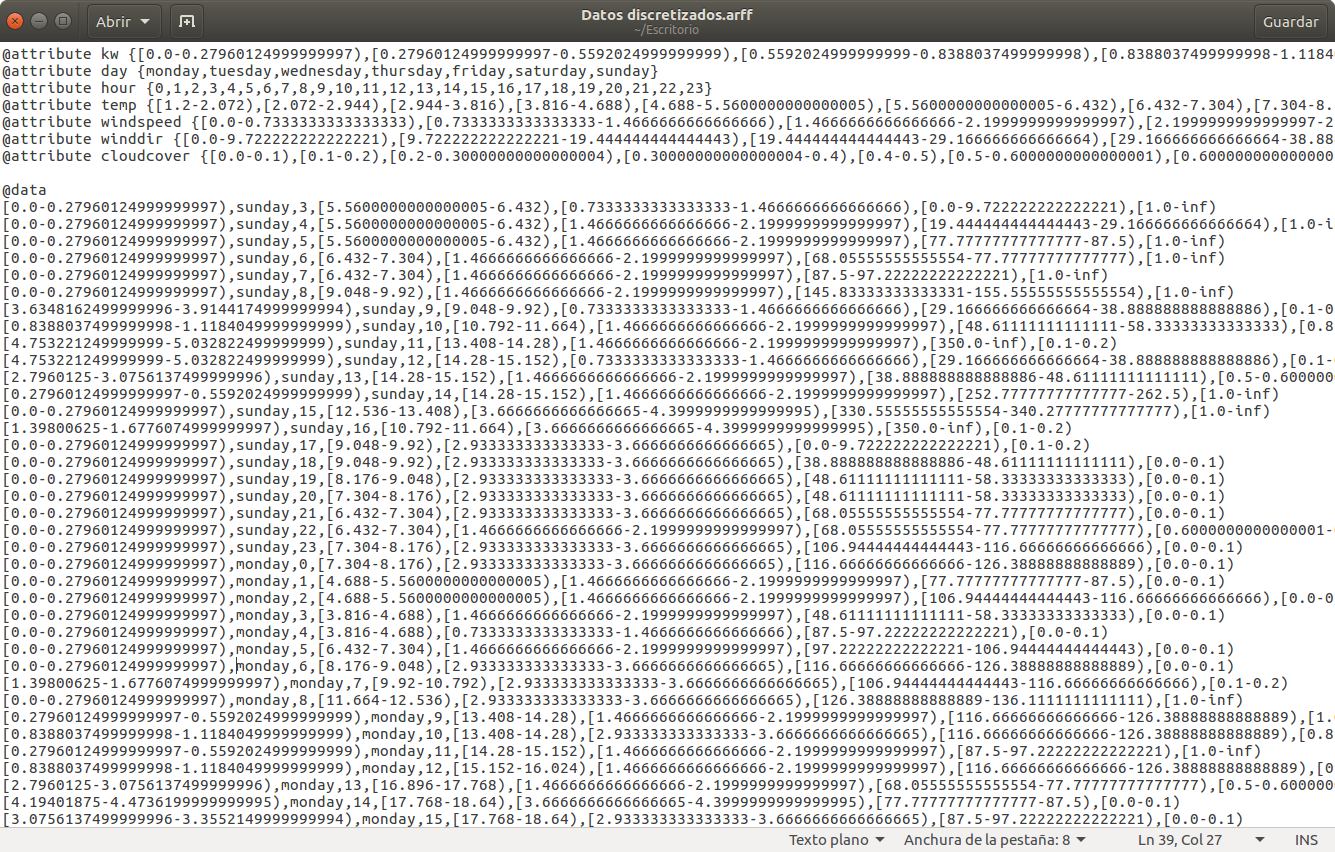 Abrir
Datos discretizados.arff
~/Escritorio
Guardar
@attribute kw {[0.0-0.27960124999999997),[0.27960124999999997-0.5592024999999999),[0.5592024999999999-0.8388037499999998),[0.8388037499999998-1.1184
@attribute day {monday,tuesday,wednesday,thursday,friday,saturday,sunday}
@attribute hour {0,1,2,3,4,5,6,7,8,9,10,11,12,13,14,15,16,17,18,19,20,21,22,23}
@attribute temp {[1.2-2.072),[2.072-2.944),[2.944-3.816),[3.816-4.688),[4.688-5.5600000000000005),[5.5600000000000005-6.432),[6.432-7.304),[7.304-8.
@attribute windspeed {[0.0-0.7333333333333333),[0.7333333333333333-1.4666666666666666),[1.4666666666666666-2.1999999999999997),[2.1999999999999997-2
@attribute winddir {[0.0-9.722222222222221),[9.722222222222221-19.444444444444443),[19.444444444444443-29.166666666666664),[29.166666666666664-38.88
@attribute cloudcover {[0.0-0.1),[0.1-0.2),[0.2-0.30000000000000004),[0.30000000000000004-0.4),[0.4-0.5),[0.5-0.6000000000000001),[0.600000000000000
@data
[0.0-0.27960124999999997),sunday,3,[5.5600000000000005-6.432),[0.7333333333333333-1.4666666666666666),[0.0-9.722222222222221),[1.0-inf)
[0.0-0.27960124999999997),sunday,4,[5.5600000000000005-6.432),[1.4666666666666666-2.1999999999999997),[19.444444444444443-29.166666666666664),[1.0-i
[0.0-0.27960124999999997),sunday,5,[5.5600000000000005-6.432),[1.4666666666666666-2.1999999999999997),[77.77777777777777-87.5),[1.0-inf)
[0.0-0.27960124999999997),sunday,6,[6.432-7.304),[1.4666666666666666-2.1999999999999997),[68.05555555555554-77.77777777777777),[1.0-inf)
[0.0-0.27960124999999997),sunday,7,[6.432-7.304),[1.4666666666666666-2.1999999999999997),[87.5-97.22222222222221),[1.0-inf)
[0.0-0.27960124999999997),sunday,8,[9.048-9.92),[1.4666666666666666-2.1999999999999997),[145.83333333333331-155.55555555555554),[1.0-inf)
[3.6348162499999996-3.9144174999999994),sunday,9,[9.048-9.92),[0.7333333333333333-1.4666666666666666),[29.166666666666664-38.888888888888886),[0.1-0
[0.8388037499999998-1.1184049999999999),sunday,10,[10.792-11.664),[1.4666666666666666-2.1999999999999997),[48.61111111111111-58.33333333333333),[0.8
[4.753221249999999-5.032822499999999),sunday,11,[13.408-14.28),[1.4666666666666666-2.1999999999999997),[350.0-inf),[0.1-0.2)
[4.753221249999999-5.032822499999999),sunday,12,[14.28-15.152),[0.7333333333333333-1.4666666666666666),[29.166666666666664-38.888888888888886),[0.1-
[2.7960125-3.0756137499999996),sunday,13,[14.28-15.152),[1.4666666666666666-2.1999999999999997),[38.888888888888886-48.61111111111111),[0.5-0.600000
[0.27960124999999997-0.5592024999999999),sunday,14,[14.28-15.152),[1.4666666666666666-2.1999999999999997),[252.77777777777777-262.5),[1.0-inf)
[0.0-0.27960124999999997),sunday,15,[12.536-13.408),[3.6666666666666665-4.3999999999999995),[330.55555555555554-340.27777777777777),[1.0-inf)
[1.39800625-1.6776074999999997),sunday,16,[10.792-11.664),[3.6666666666666665-4.3999999999999995),[350.0-inf),[0.1-0.2)
[0.0-0.27960124999999997),sunday,17,[9.048-9.92),[2.933333333333333-3.6666666666666665),[0.0-9.722222222222221),[0.1-0.2)
[0.0-0.27960124999999997),sunday,18,[9.048-9.92),[2.933333333333333-3.6666666666666665),[38.888888888888886-48.61111111111111),[0.0-0.1)
[0.0-0.27960124999999997),sunday,19,[8.176-9.048),[2.933333333333333-3.6666666666666665),[48.61111111111111-58.33333333333333),[0.0-0.1)
[0.0-0.27960124999999997),sunday,20,[7.304-8.176),[2.933333333333333-3.6666666666666665),[48.61111111111111-58.33333333333333),[0.0-0.1)
[0.0-0.27960124999999997),sunday,21,[6.432-7.304),[2.933333333333333-3.6666666666666665),[68.05555555555554-77.77777777777777),[0.0-0.1)
[0.0-0.27960124999999997),sunday,22,[6.432-7.304),[1.4666666666666666-2.1999999999999997),[68.05555555555554-77.77777777777777),[0.6000000000000001-
[0.0-0.27960124999999997),sunday,23,[7.304-8.176),[2.933333333333333-3.6666666666666665),[106.94444444444443-116.66666666666666),[0.0-0.1)
[0.0-0.27960124999999997),monday,0,[7.304-8.176),[2.933333333333333-3.6666666666666665),[116.66666666666666-126.38888888888889),[0.0-0.1)
[0.0-0.27960124999999997),monday,1,[4.688-5.5600000000000005),[1.4666666666666666-2.1999999999999997),[77.77777777777777-87.5),[0.0-0.1)
[0.0-0.27960124999999997),monday,2,[4.688-5.5600000000000005),[1.4666666666666666-2.1999999999999997),[106.94444444444443-116.66666666666666),[0.0-0
[0.0-0.27960124999999997),monday,3,[3.816-4.688),[1.4666666666666666-2.1999999999999997),[48.61111111111111-58.33333333333333),[0.0-0.1)
[0.0-0.27960124999999997),monday,4,[3.816-4.688),[0.7333333333333333-1.4666666666666666),[87.5-97.22222222222221),[0.0-0.1)
[0.0-0.27960124999999997),monday,5,[6.432-7.304),[1.4666666666666666-2.1999999999999997),[97.22222222222221-106.94444444444443),[0.0-0.1)
[0.0-0.27960124999999997),monday,6,[8.176-9.048),[2.933333333333333-3.6666666666666665),[116.66666666666666-126.38888888888889),[0.0-0.1)
[1.39800625-1.6776074999999997),monday,7,[9.92-10.792),[2.933333333333333-3.6666666666666665),[106.94444444444443-116.66666666666666),[0.1-0.2)
[0.0-0.27960124999999997),monday,8,[11.664-12.536),[2.933333333333333-3.6666666666666665),[126.38888888888889-136.1111111111111),[1.0-inf)
[0.27960124999999997-0.5592024999999999),monday,9,[13.408-14.28),[1.4666666666666666-2.1999999999999997),[116.66666666666666-126.38888888888889),[1.
[0.8388037499999998-1.1184049999999999),monday,10,[13.408-14.28),[2.933333333333333-3.6666666666666665),[116.66666666666666-126.38888888888889),[0.8
[0.27960124999999997-0.5592024999999999),monday,11,[14.28-15.152),[1.4666666666666666-2.1999999999999997),[87.5-97.22222222222221),[1.0-inf)
[0.8388037499999998-1.1184049999999999),monday,12,[15.152-16.024),[1.4666666666666666-2.1999999999999997),[116.66666666666666-126.38888888888889),[0
[2.7960125-3.0756137499999996),monday,13,[16.896-17.768),[1.4666666666666666-2.1999999999999997),[68.05555555555554-77.77777777777777),[0.5-0.600000
[4.19401875-4.4736199999999995),monday,14,[17.768-18.64),[3.6666666666666665-4.3999999999999995),[77.77777777777777-87.5),[0.0-0.1)
[3.0756137499999996-3.3552149999999994),monday,15,[17.768-18.64),[2.933333333333333-3.6666666666666665),[87.5-97.22222222222221),[0.0-0.1)
Texto plano
Anchura de la pestaña: 8
Ln 39, Col 27
INS